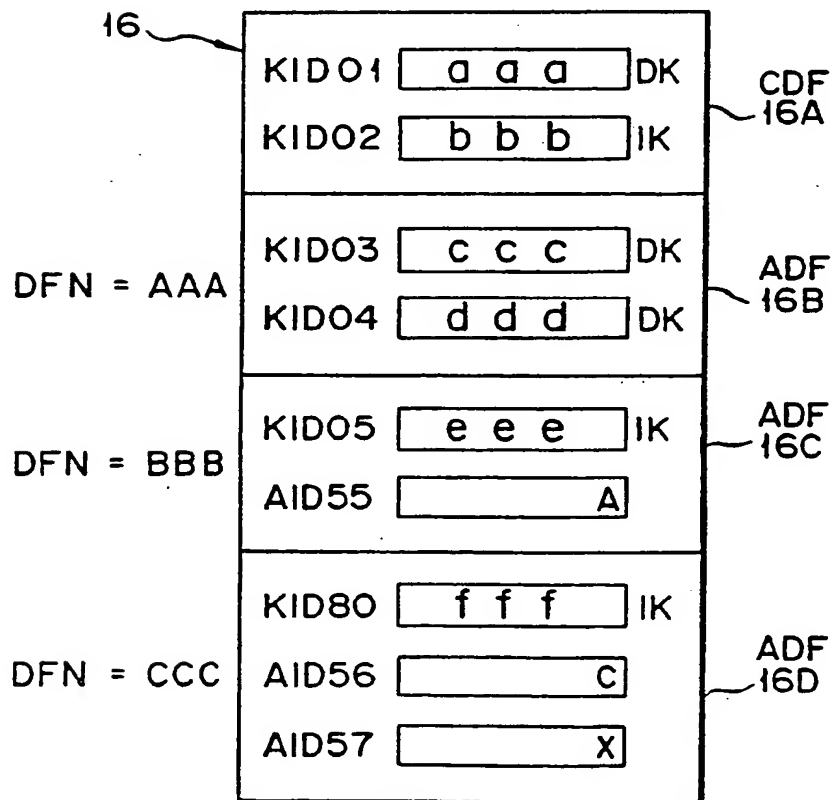 16
KID01 a a a DK
CDF
16A
KID02 b b b IK
KID03 c c c DK
DFN = AAA
ADF
16B
KID04 d d d DK
KID05 e e e IK
ADF
16C
DFN = BBB
AID55 A
KID80 f f f IK
DFN = CCC
AID56 C
ADF
16D
AID57 X